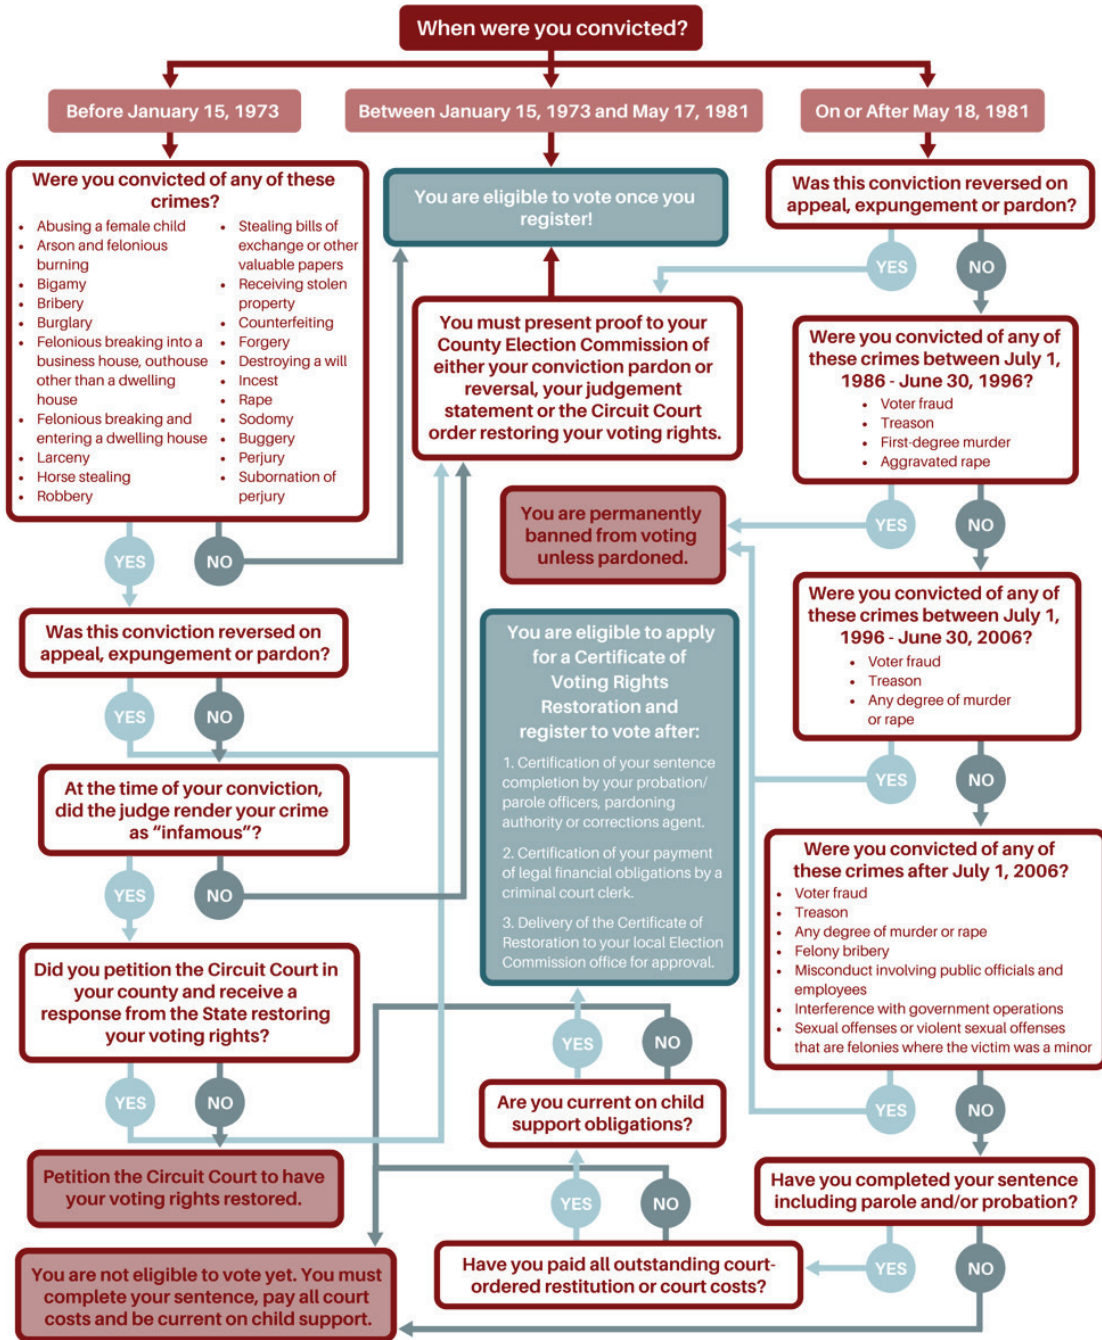 When were you convicted?
Before January 15, 1973
Between January 15, 1973 and May 17, 1981
On or After May 18, 1981
Were you convicted of any of these
crimes?
• Abusing a female child
• Arson and felonious
burning
• Bigamy
• Bribery
• Burglary
• Felonious breaking into a
business house, outhouse
other than a dwelling
house
• Felonious breaking and
entering a dwelling house
• Larceny
• Horse stealing
• Robbery
• Stealing bills of
exchange or other
valuable papers
• Receiving stolen
property
• Counterfeiting
• Forgery
• Destroying a will
• Incest
• Rape
• Sodomy
• Buggery
• Perjury
• Subornation of
perjury
YES
NO
Was this conviction reversed on
appeal, expungement or pardon?
YES
NO
At the time of your conviction,
did the judge render your crime
as “infamous”?
YES
NO
Did you petition the Circuit Court in
your county and receive a
response from the State restoring
your voting rights?
YES
NO
Petition the Circuit Court to have
your voting rights restored.
You are not eligible to vote yet. You must
complete your sentence, pay all court
costs and be current on child support.
You are eligible to vote once you
register!
You must present proof to your
County Election Commission of
either your conviction pardon or
reversal, your judgement
statement or the Circuit Court
order restoring your voting rights.
You are permanently
banned from voting
unless pardoned.
You are eligible to apply
for a Certificate of
Voting Rights
Restoration and
register to vote after:
1. Certification of your sentence
completion by your probation/
parole officers, pardoning
authority or corrections agent.
2. Certification of your payment
of legal financial obligations by a
criminal court clerk.
3. Delivery of the Certificate of
Restoration to your local Election
Commission office for approval.
YES
NO
Are you current on child
support obligations?
YES
NO
Have you paid all outstanding court-
ordered restitution or court costs?
Was this conviction reversed on
appeal, expungement or pardon?
YES
NO
Were you convicted of any of
these crimes between July 1,
1986 - June 30, 1996?
• Voter fraud
• Treason
• First-degree murder
• Aggravated rape
YES
NO
Were you convicted of any of
these crimes between July 1,
1996 - June 30, 2006?
• Voter fraud
• Treason
• Any degree of murder
or rape
YES
NO
Were you convicted of any of
these crimes after July 1, 2006?
• Voter fraud
• Treason
• Any degree of murder or rape
• Felony bribery
• Misconduct involving public officials and
employees
• Interference with government operations
• Sexual offenses or violent sexual offenses
that are felonies where the victim was a minor
YES
NO
Have you completed your sentence
including parole and/or probation?
YES
NO